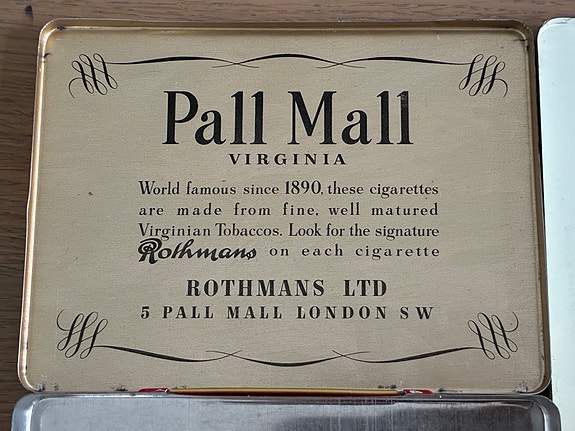 Pall Mall
VIRGINIA
World famous since 1890, these cigarettes
are made from fine, well matured
Virginian Tobaccos. Look for the signature
Rothmans on each cigarette
ROTHMANS LTD
5 PALL MALL LONDON SW